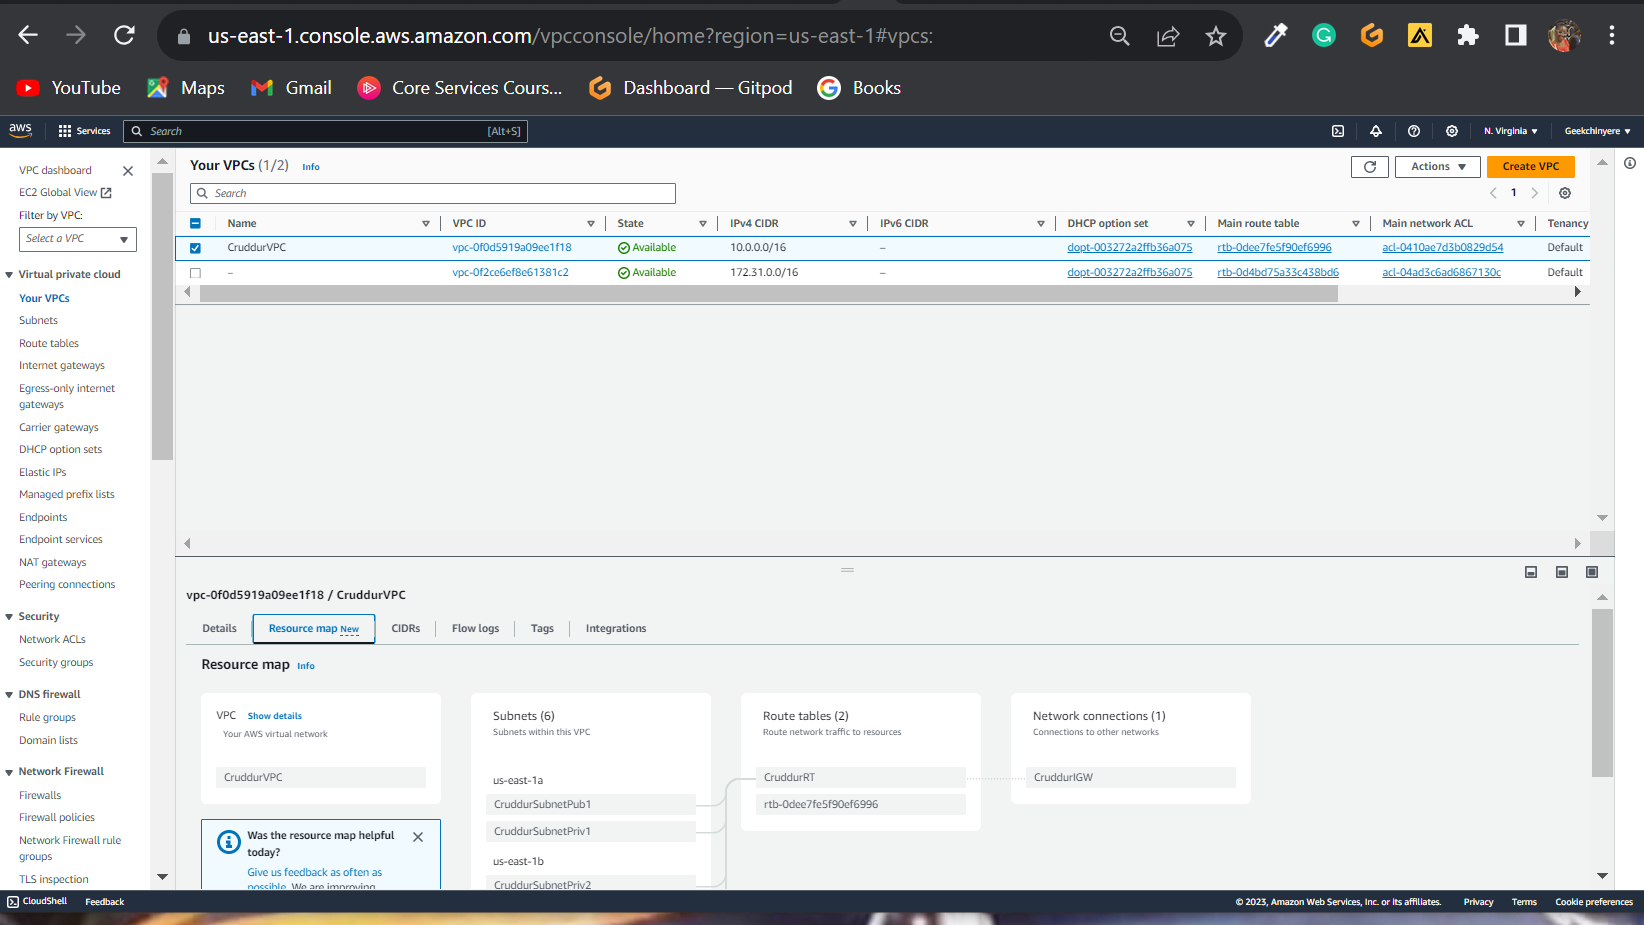 us-east-1.console.aws.amazon.com/vpcconsole/home?region=us-east-1#vpcs:
YouTube Maps Gmail Core Services Cours... Dashboard — Gitpod Books
aws Services Search [Alt+S] N. Virginia Geekchinyere
VPC dashboard
EC2 Global View
Filter by VPC:
Select a VPC
Virtual private cloud
Your VPCs
Subnets
Route tables
Internet gateways
Egress-only internet
gateways
Carrier gateways
DHCP option sets
Elastic IPs
Managed prefix lists
Endpoints
Endpoint services
NAT gateways
Peering connections
Security
Network ACLs
Security groups
DNS firewall
Rule groups
Domain lists
Network Firewall
Firewalls
Firewall policies
Network Firewall rule
groups
TLS inspection
Your VPCs (1/2) Info Actions Create VPC
Search 1
Name VPC ID State IPv4 CIDR IPv6 CIDR DHCP option set Main route table Main network ACL Tenancy
CruddurVPC vpc-0f0d5919a09ee1f18 Available 10.0.0.0/16 – dopt-003272a2ffb36a075 rtb-0dee7fe5f90ef6996 acl-0410ae7d3b0829d54 Default
– vpc-0f2ce6ef8e61381c2 Available 172.31.0.0/16 – dopt-003272a2ffb36a075 rtb-0d4bd75a33c438bd6 acl-04ad3c6ad6867130c Default
vpc-0f0d5919a09ee1f18 / CruddurVPC
Details Resource map New CIDRs Flow logs Tags Integrations
Resource map Info
VPC Show details
Your AWS virtual network
CruddurVPC
Was the resource map helpful
today?
Give us feedback as often as
possible. We are improving
Subnets (6)
Subnets within this VPC
us-east-1a
CruddurSubnetPub1
CruddurSubnetPriv1
us-east-1b
CruddurSubnetPriv2
Route tables (2)
Route network traffic to resources
CruddurRT
rtb-0dee7fe5f90ef6996
Network connections (1)
Connections to other networks
CruddurIGW
CloudShell Feedback © 2023, Amazon Web Services, Inc. or its affiliates. Privacy Terms Cookie preferences